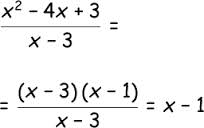 x² - 4x + 3 / x - 3 =
= (x - 3)(x - 1) / x - 3 = x - 1